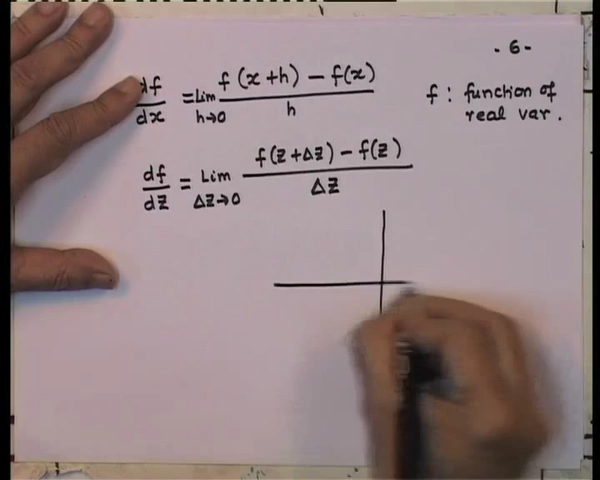 - 6 -
df/dx = Lim h→0 f(x+h) - f(x) / h
f : function of
real var.
df/dz = Lim Δz→0 f(z+Δz) - f(z) / Δz